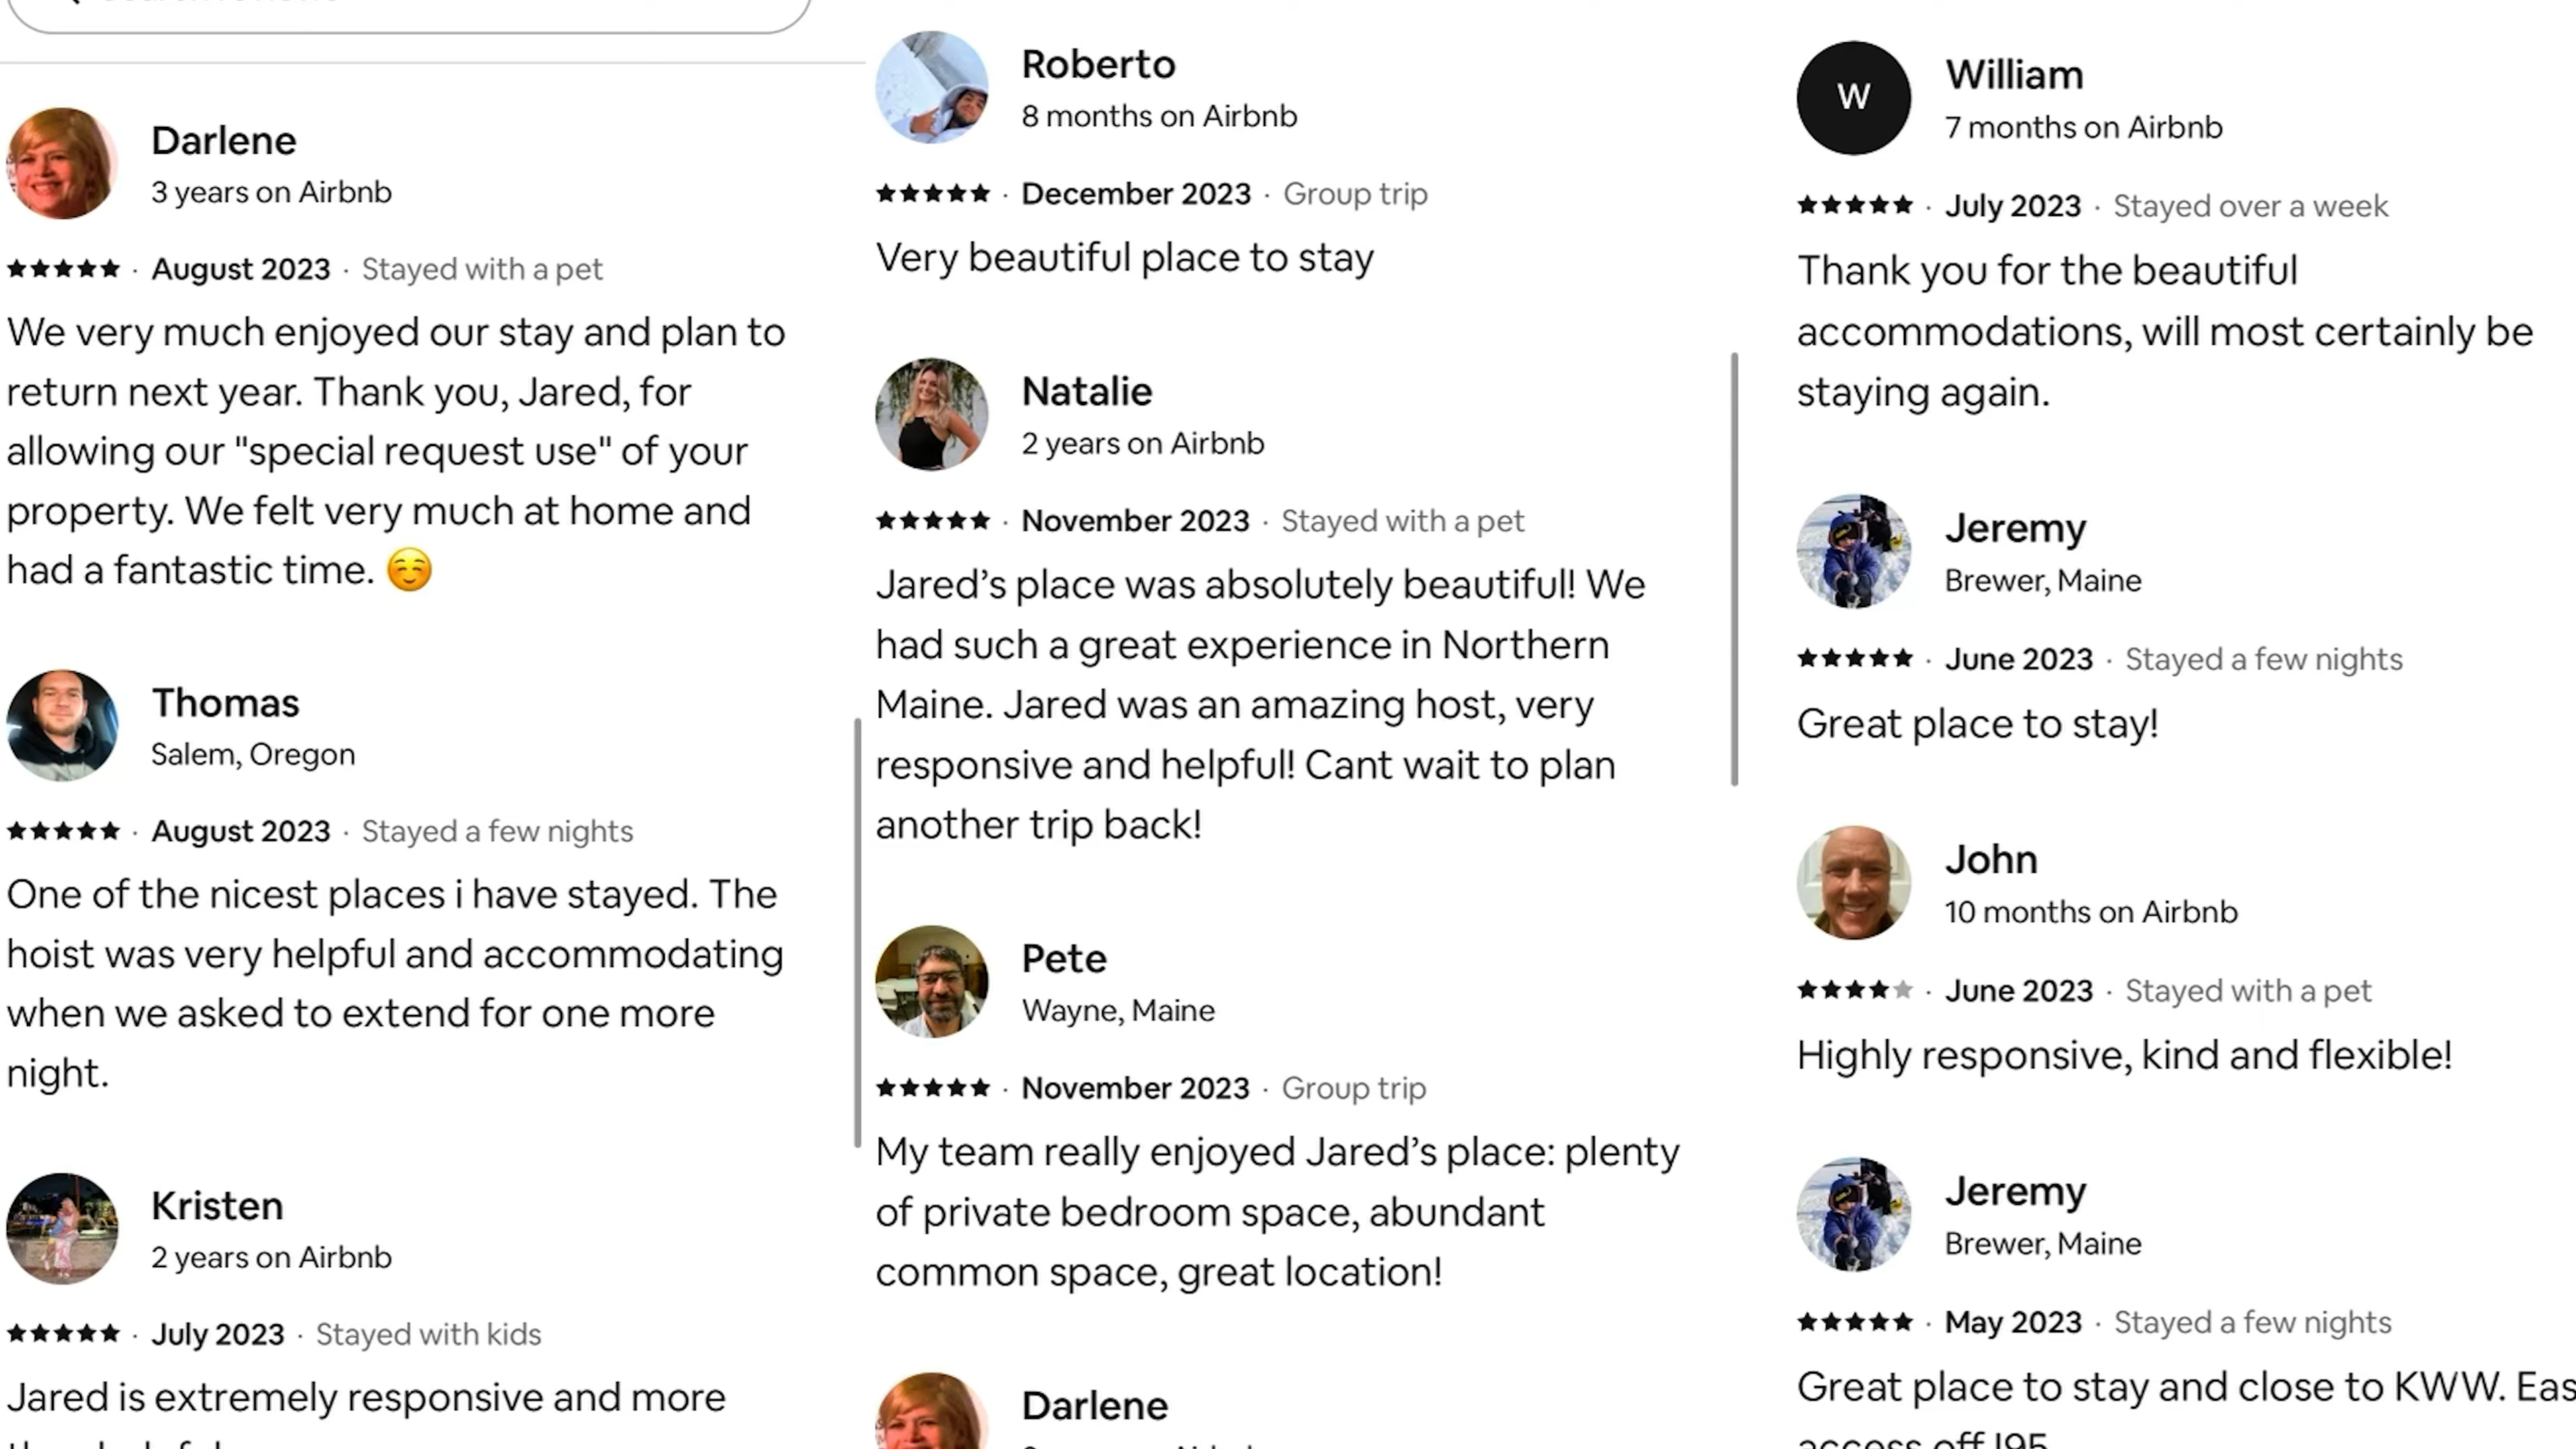 Darlene
3 years on Airbnb
★★★★★ · August 2023 · Stayed with a pet
We very much enjoyed our stay and plan to
return next year. Thank you, Jared, for
allowing our "special request use" of your
property. We felt very much at home and
had a fantastic time. ☺️
Thomas
Salem, Oregon
★★★★★ · August 2023 · Stayed a few nights
One of the nicest places i have stayed. The
hoist was very helpful and accommodating
when we asked to extend for one more
night.
Kristen
2 years on Airbnb
★★★★★ · July 2023 · Stayed with kids
Jared is extremely responsive and more
Roberto
8 months on Airbnb
★★★★★ · December 2023 · Group trip
Very beautiful place to stay
Natalie
2 years on Airbnb
★★★★★ · November 2023 · Stayed with a pet
Jared’s place was absolutely beautiful! We
had such a great experience in Northern
Maine. Jared was an amazing host, very
responsive and helpful! Cant wait to plan
another trip back!
Pete
Wayne, Maine
★★★★★ · November 2023 · Group trip
My team really enjoyed Jared’s place: plenty
of private bedroom space, abundant
common space, great location!
Darlene
W
William
7 months on Airbnb
★★★★★ · July 2023 · Stayed over a week
Thank you for the beautiful
accommodations, will most certainly be
staying again.
Jeremy
Brewer, Maine
★★★★★ · June 2023 · Stayed a few nights
Great place to stay!
John
10 months on Airbnb
★★★★★ · June 2023 · Stayed with a pet
Highly responsive, kind and flexible!
Jeremy
Brewer, Maine
★★★★★ · May 2023 · Stayed a few nights
Great place to stay and close to KWW. Eas
access off I95